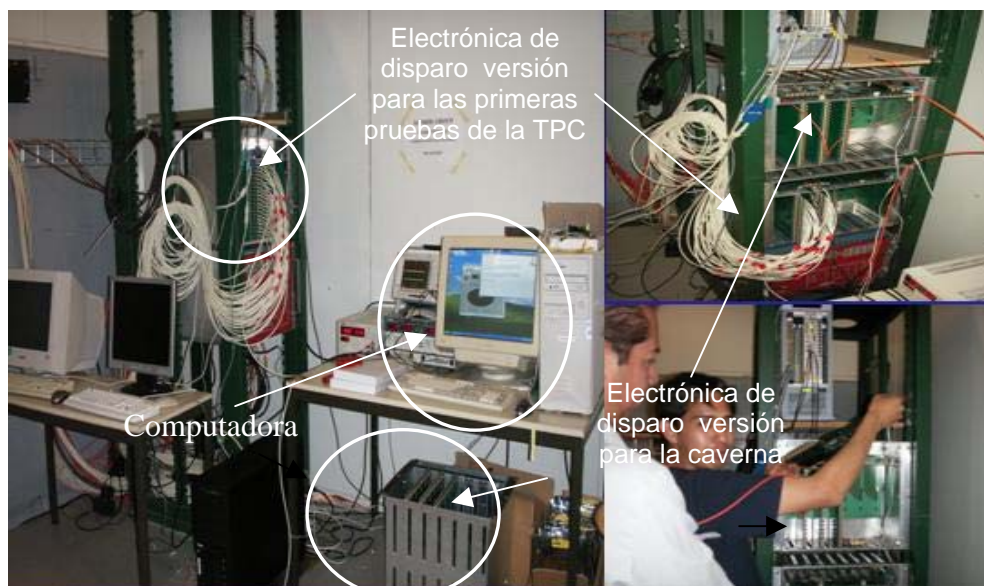 Electrónica de
disparo versión
para las primeras
pruebas de la TPC
Computadora
Electrónica de
disparo versión
para la caverna